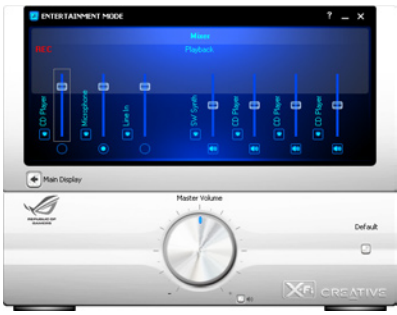 ENTERTAINMENT MODE
? _ ×
Mixer
REC
Playback
CD Player
Microphone
Line In
SW Synth
CD Player
CD Player
CD Player
Main Display
Master Volume
REPUBLIC OF
GAMERS
Default
X-Fi CREATIVE